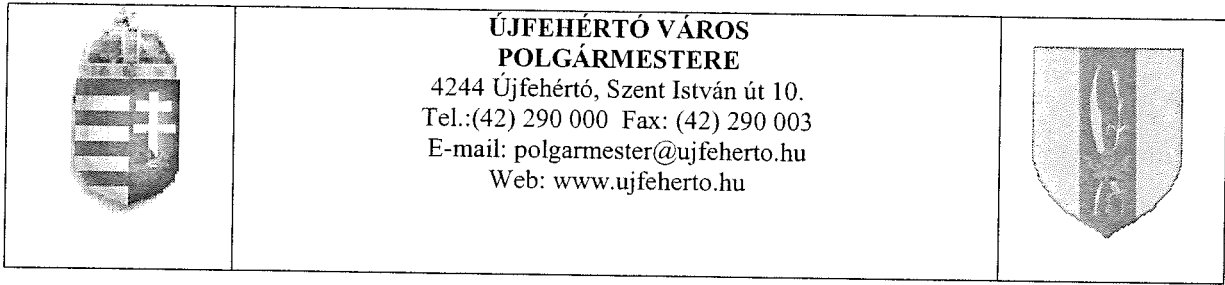 ÚJFEHÉRTÓ VÁROS
POLGÁRMESTERE
4244 Újfehértó, Szent István út 10.
Tel.:(42) 290 000 Fax: (42) 290 003
E-mail: polgarmester@ujfeherto.hu
Web: www.ujfeherto.hu